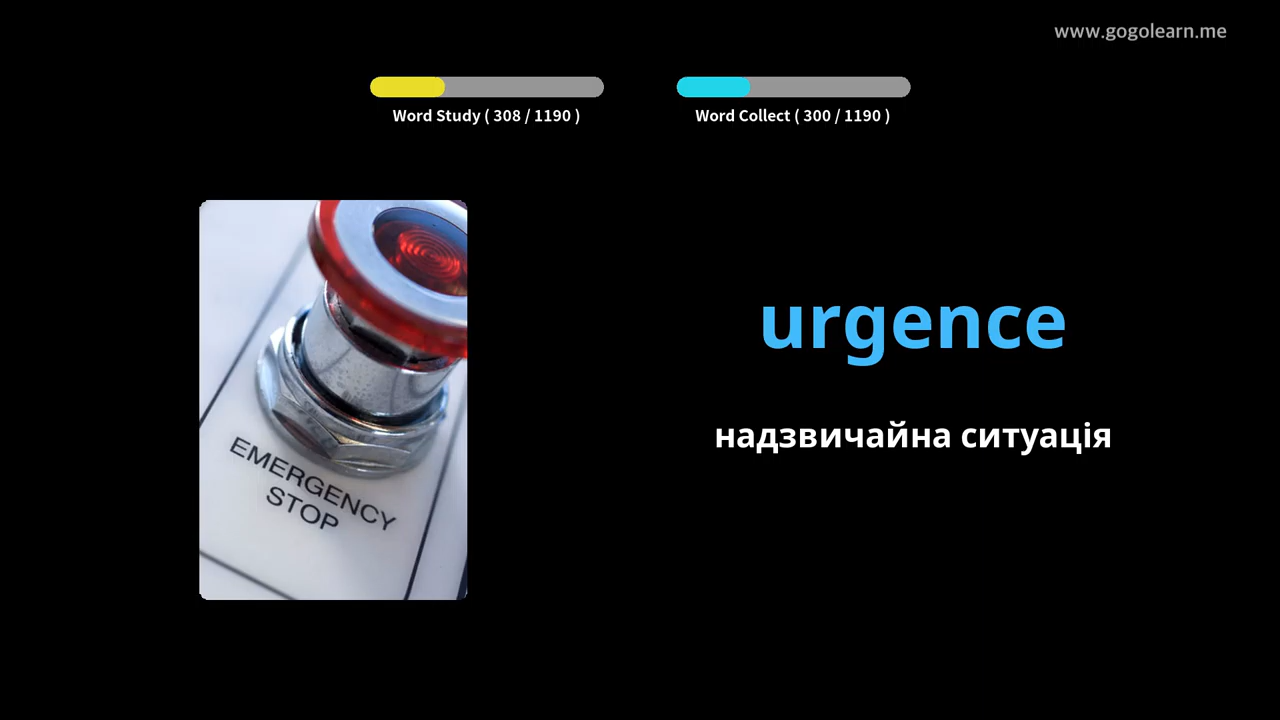 www.gogolearn.me
Word Study ( 308 / 1190 )
Word Collect ( 300 / 1190 )
urgence
надзвичайна ситуація
EMERGENCY
STOP